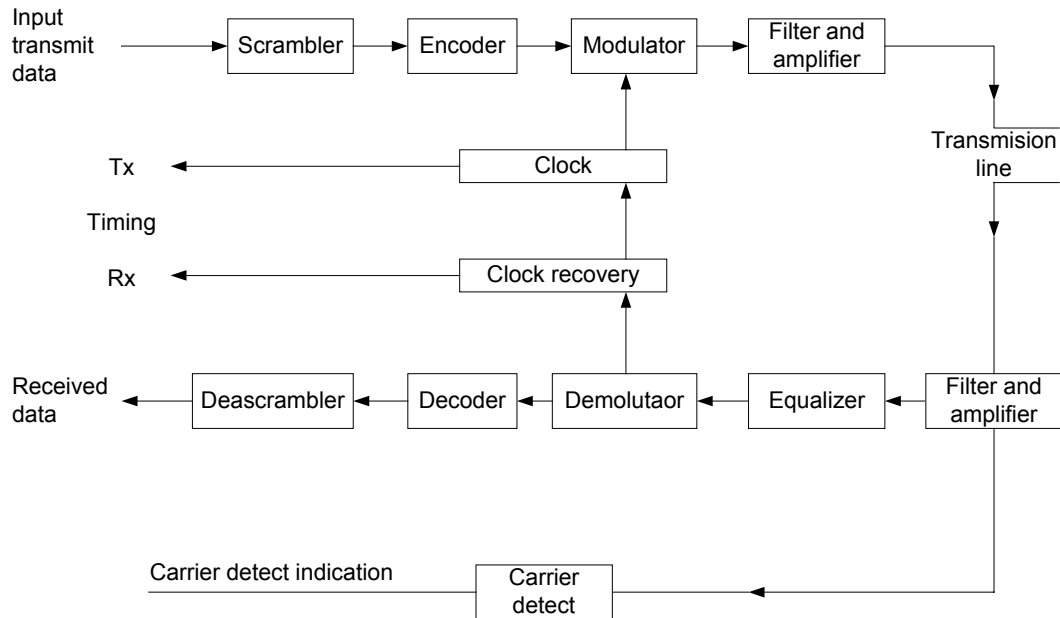 Input
transmit
data
Scrambler
Encoder
Modulator
Filter and
amplifier
Transmision
line
Tx
Clock
Timing
Rx
Clock recovery
Received
data
Deascrambler
Decoder
Demolutaor
Equalizer
Filter and
amplifier
Carrier detect indication
Carrier
detect